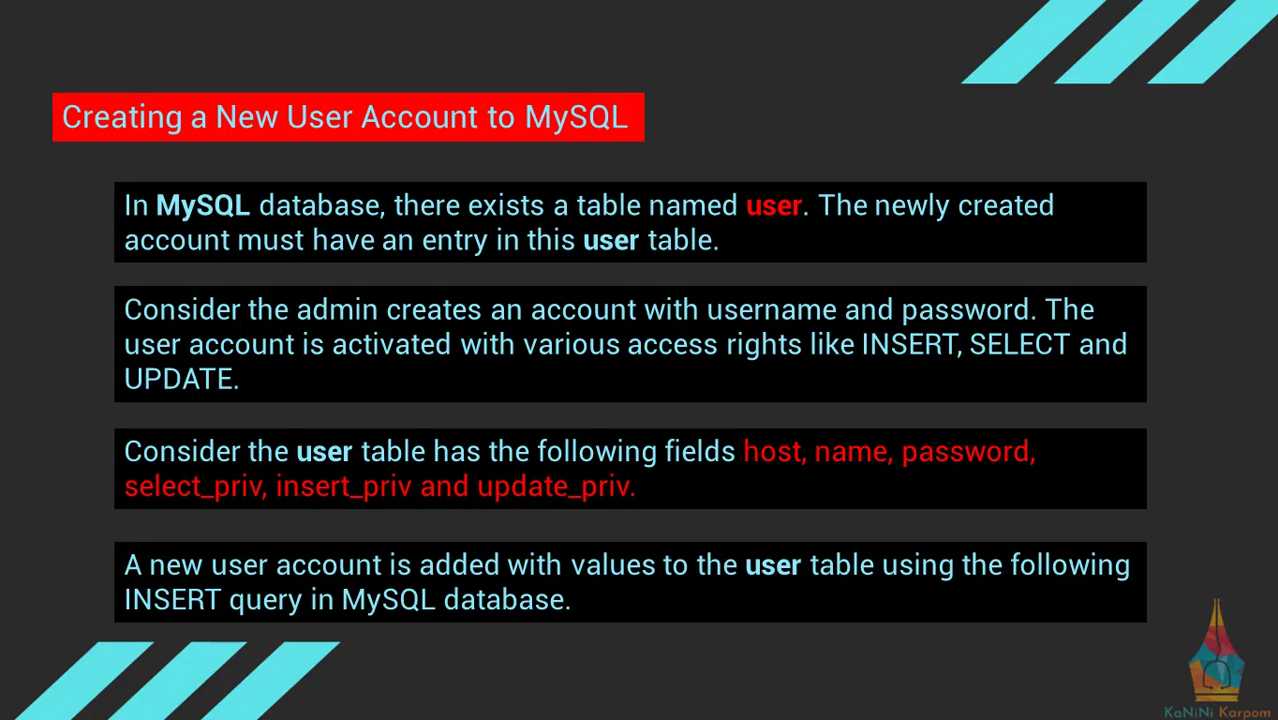 Creating a New User Account to MySQL
In MySQL database, there exists a table named user. The newly created
account must have an entry in this user table.
Consider the admin creates an account with username and password. The
user account is activated with various access rights like INSERT, SELECT and
UPDATE.
Consider the user table has the following fields host, name, password,
select_priv, insert_priv and update_priv.
A new user account is added with values to the user table using the following
INSERT query in MySQL database.
KaNiNi Karpom